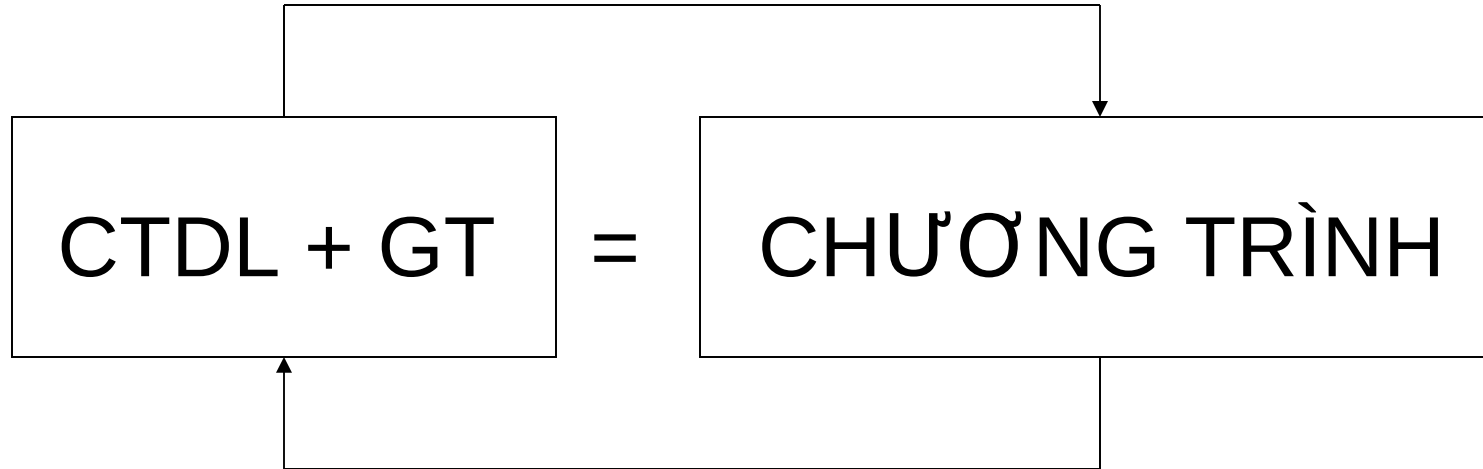 CTDL + GT = CHƯƠNG TRÌNH